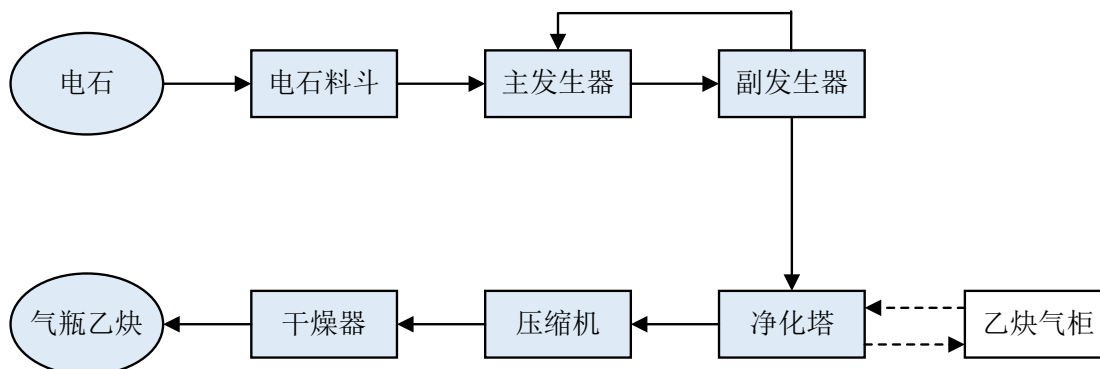 电石
电石料斗
主发生器
副发生器
气瓶乙炔
干燥器
压缩机
净化塔
乙炔气柜